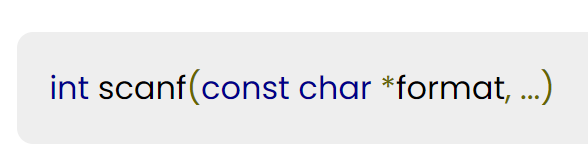 int scanf(const char *format, ...)